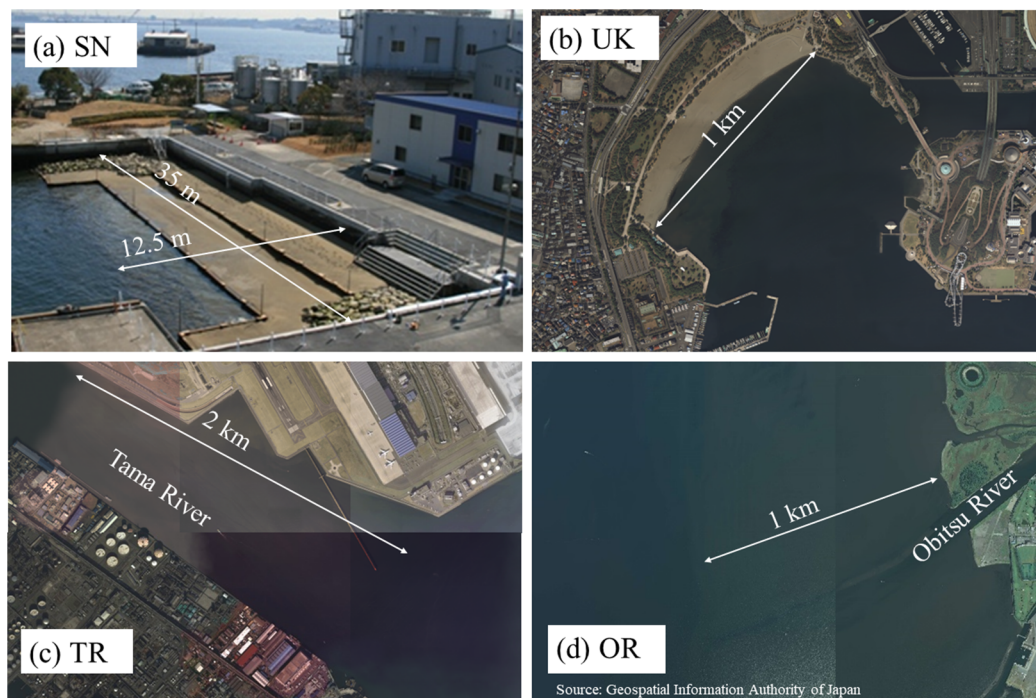 (a) SN
35 m
12.5 m
(b) UK
1 km
2 km
Tama River
(c) TR
1 km
Obitsu River
(d) OR
Source: Geospatial Information Authority of Japan